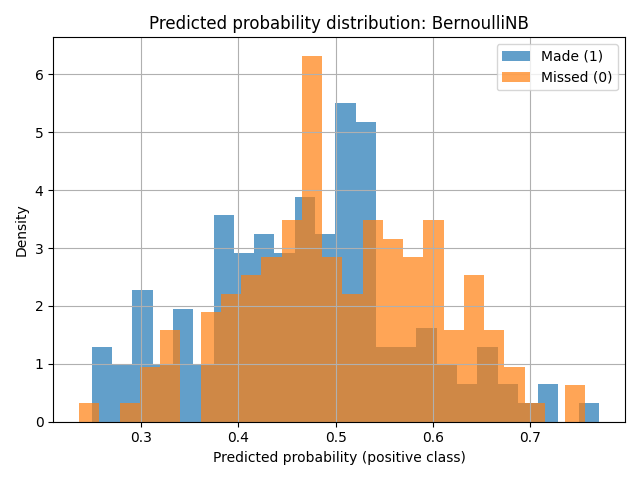 Predicted probability distribution: BernoulliNB
Made (1)
Missed (0)
Density
6
5
4
3
2
1
0
0.3 0.4 0.5 0.6 0.7
Predicted probability (positive class)